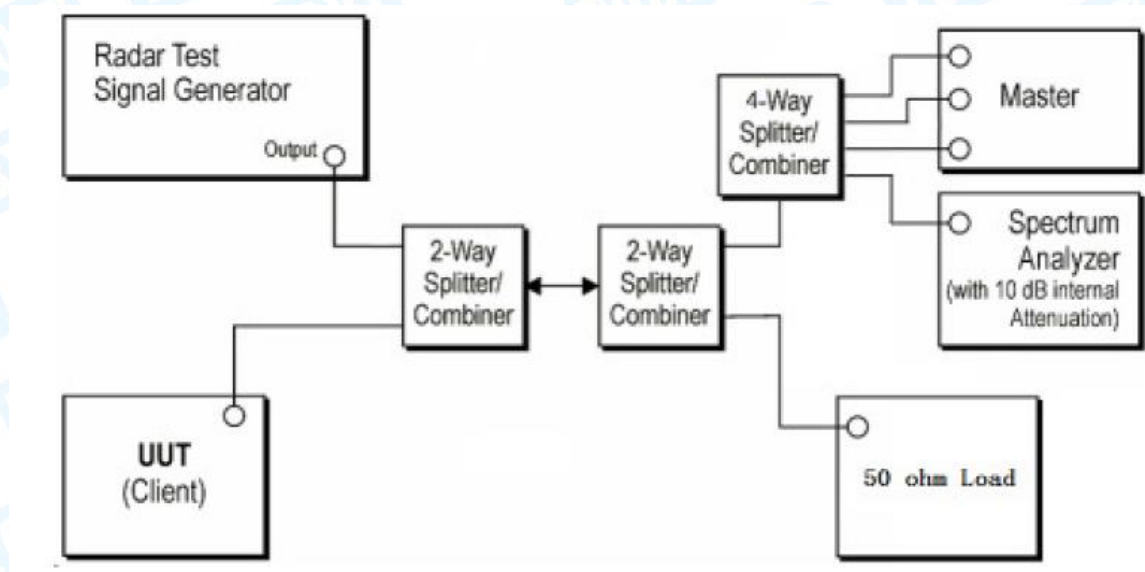 Radar Test
Signal Generator
Output
4-Way
Splitter/
Combiner
Master
Spectrum
Analyzer
(with 10 dB internal
Attenuation)
2-Way
Splitter/
Combiner
2-Way
Splitter/
Combiner
UUT
(Client)
50 ohm Load